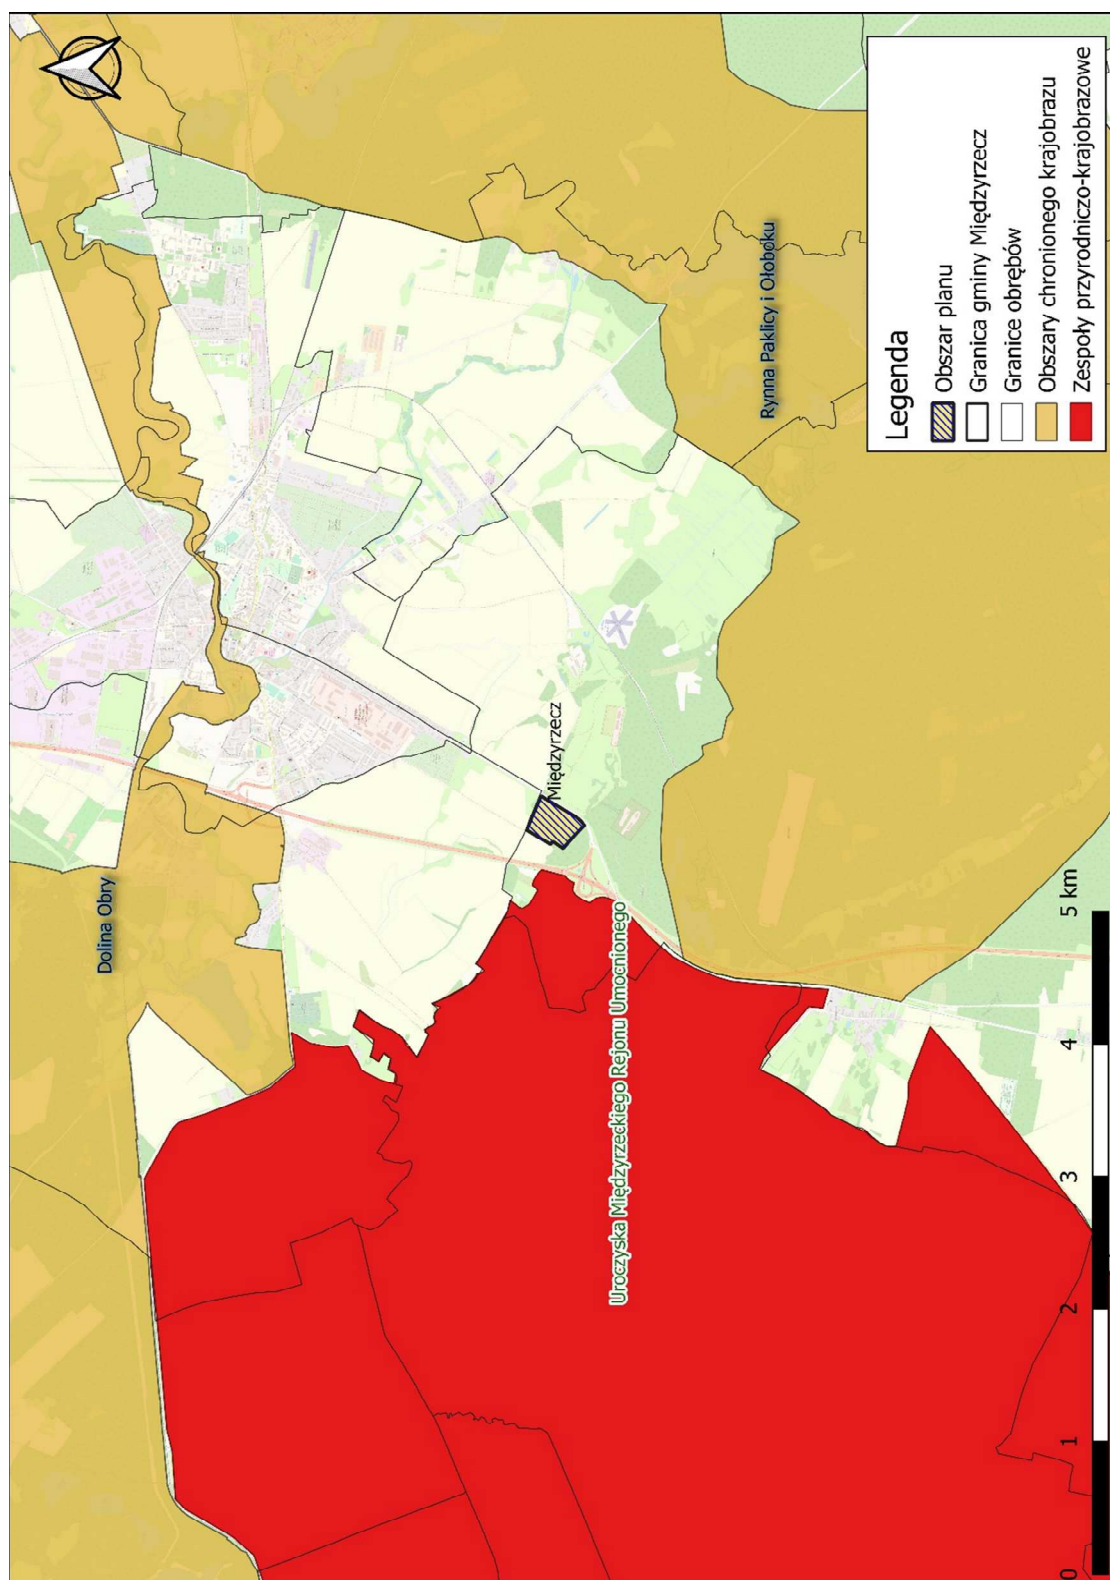 Dolina Obry
Międzyrzecz
Rynna Paklicy i Ołoboku
Uroczyska Międzyrzeckiego Rejonu Umocnionego
Legenda
Obszar planu
Granica gminy Międzyrzecz
Granice obrębów
Obszary chronionego krajobrazu
Zespoły przyrodniczo-krajobrazowe
0 1 2 3 4 5 km